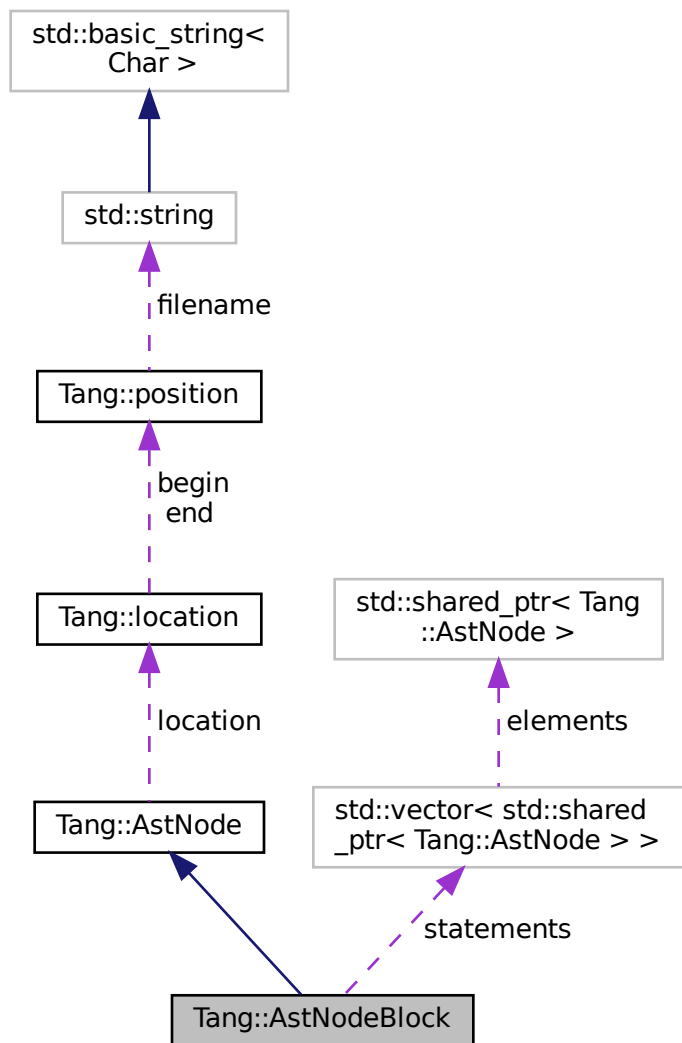 std::basic_string<
Char >
std::string
filename
Tang::position
begin
end
Tang::location
std::shared_ptr< Tang
::AstNode >
location
elements
Tang::AstNode
std::vector< std::shared
_ptr< Tang::AstNode > >
statements
Tang::AstNodeBlock